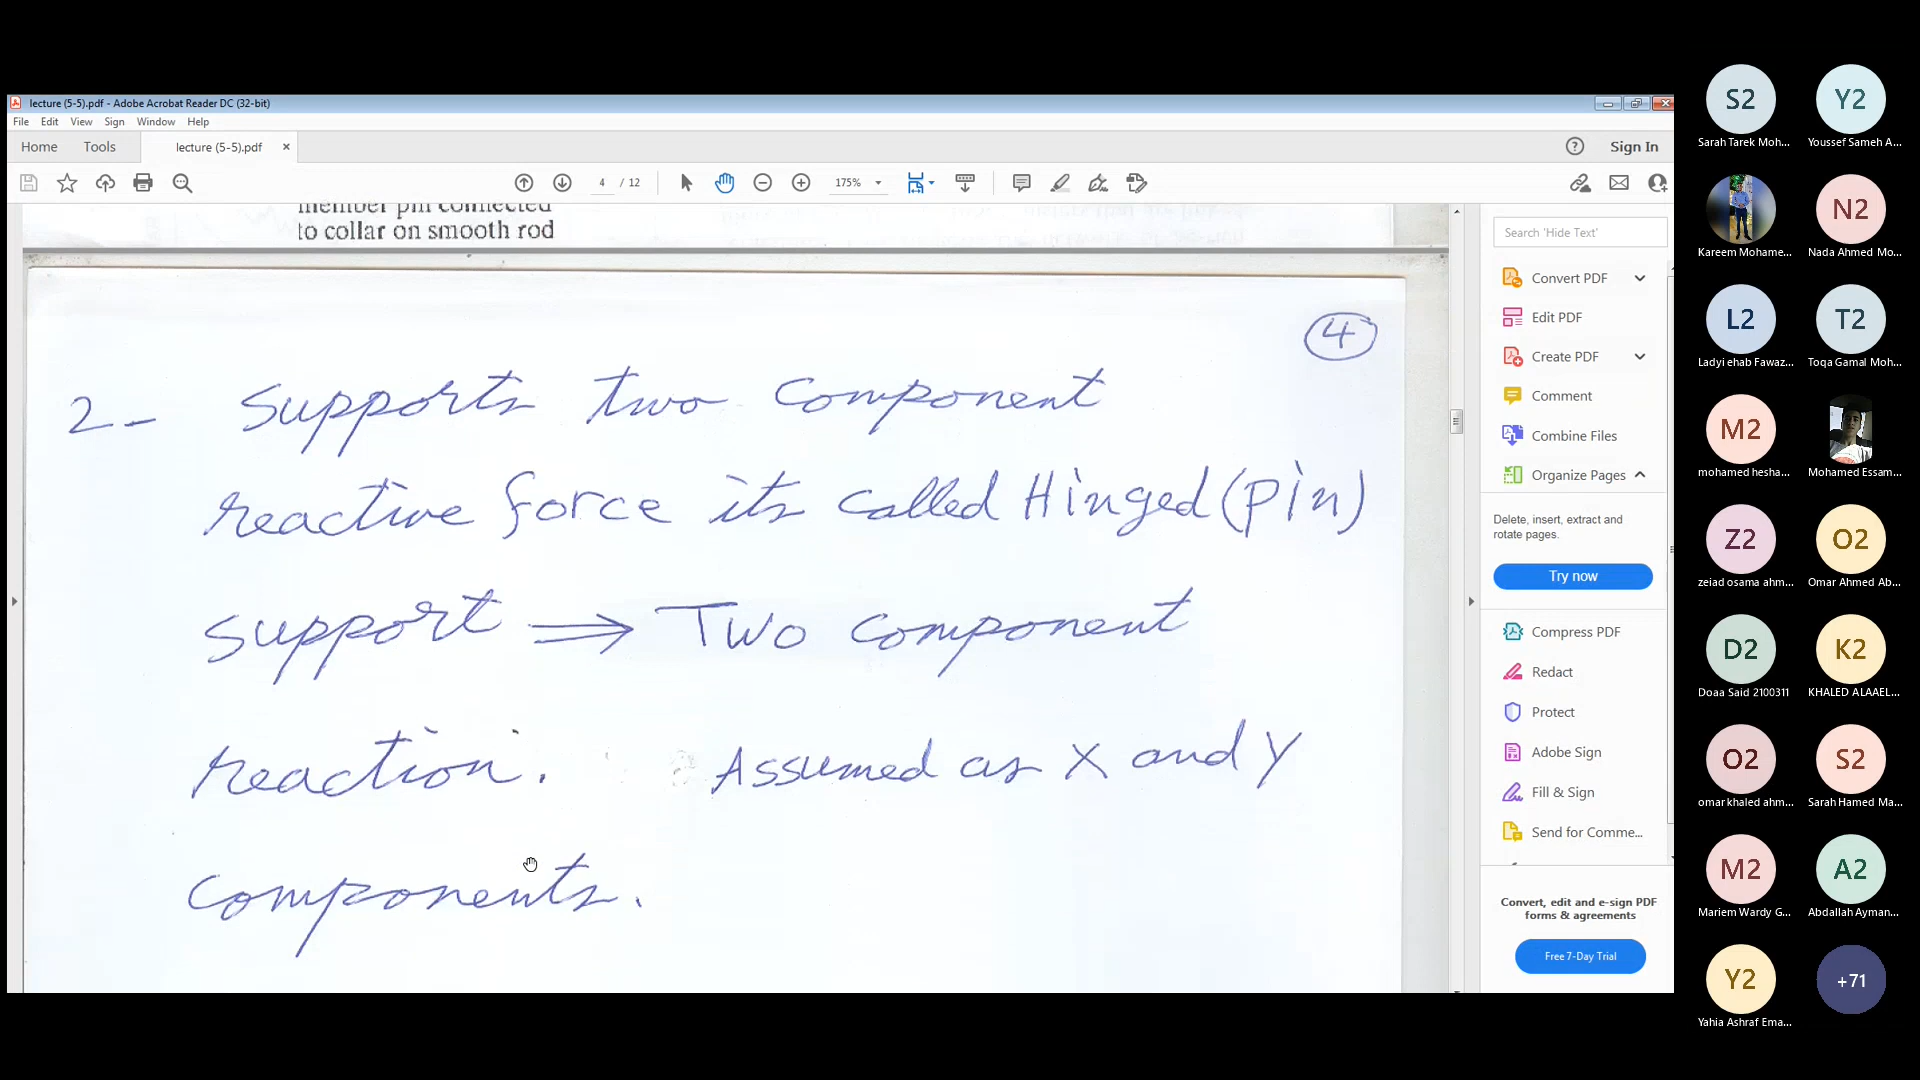 lecture (5-5).pdf - Adobe Acrobat Reader DC (32-bit)
File Edit View Sign Window Help
Home Tools lecture (5-5).pdf × Sign In
4 / 12 175%
member pin connected
to collar on smooth rod
4
2- Supports two component
reactive force its called Hinged (pin)
support ⇒ Two component
reaction. Assumed as X and Y
components.
Search 'Hide Text'
Convert PDF
Edit PDF
Create PDF
Comment
Combine Files
Organize Pages
Delete, insert, extract and
rotate pages.
Try now
Compress PDF
Redact
Protect
Adobe Sign
Fill & Sign
Send for Comme...
Convert, edit and e-sign PDF
forms & agreements
Free 7-Day Trial
S2 Y2
Sarah Tarek Moh... Youssef Sameh A...
N2
Kareem Mohame... Nada Ahmed Mo...
L2 T2
Ladyi ehab Fawaz... Toqa Gamal Moh...
M2
mohamed hesha... Mohamed Essam...
Z2 O2
zeiad osama ahm... Omar Ahmed Ab...
D2 K2
Doaa Said 2100311 KHALED ALAAEL...
O2 S2
omar khaled ahm... Sarah Hamed Ma...
M2 A2
Mariem Wardy G... Abdallah Ayman...
Y2 +71
Yahia Ashraf Ema...